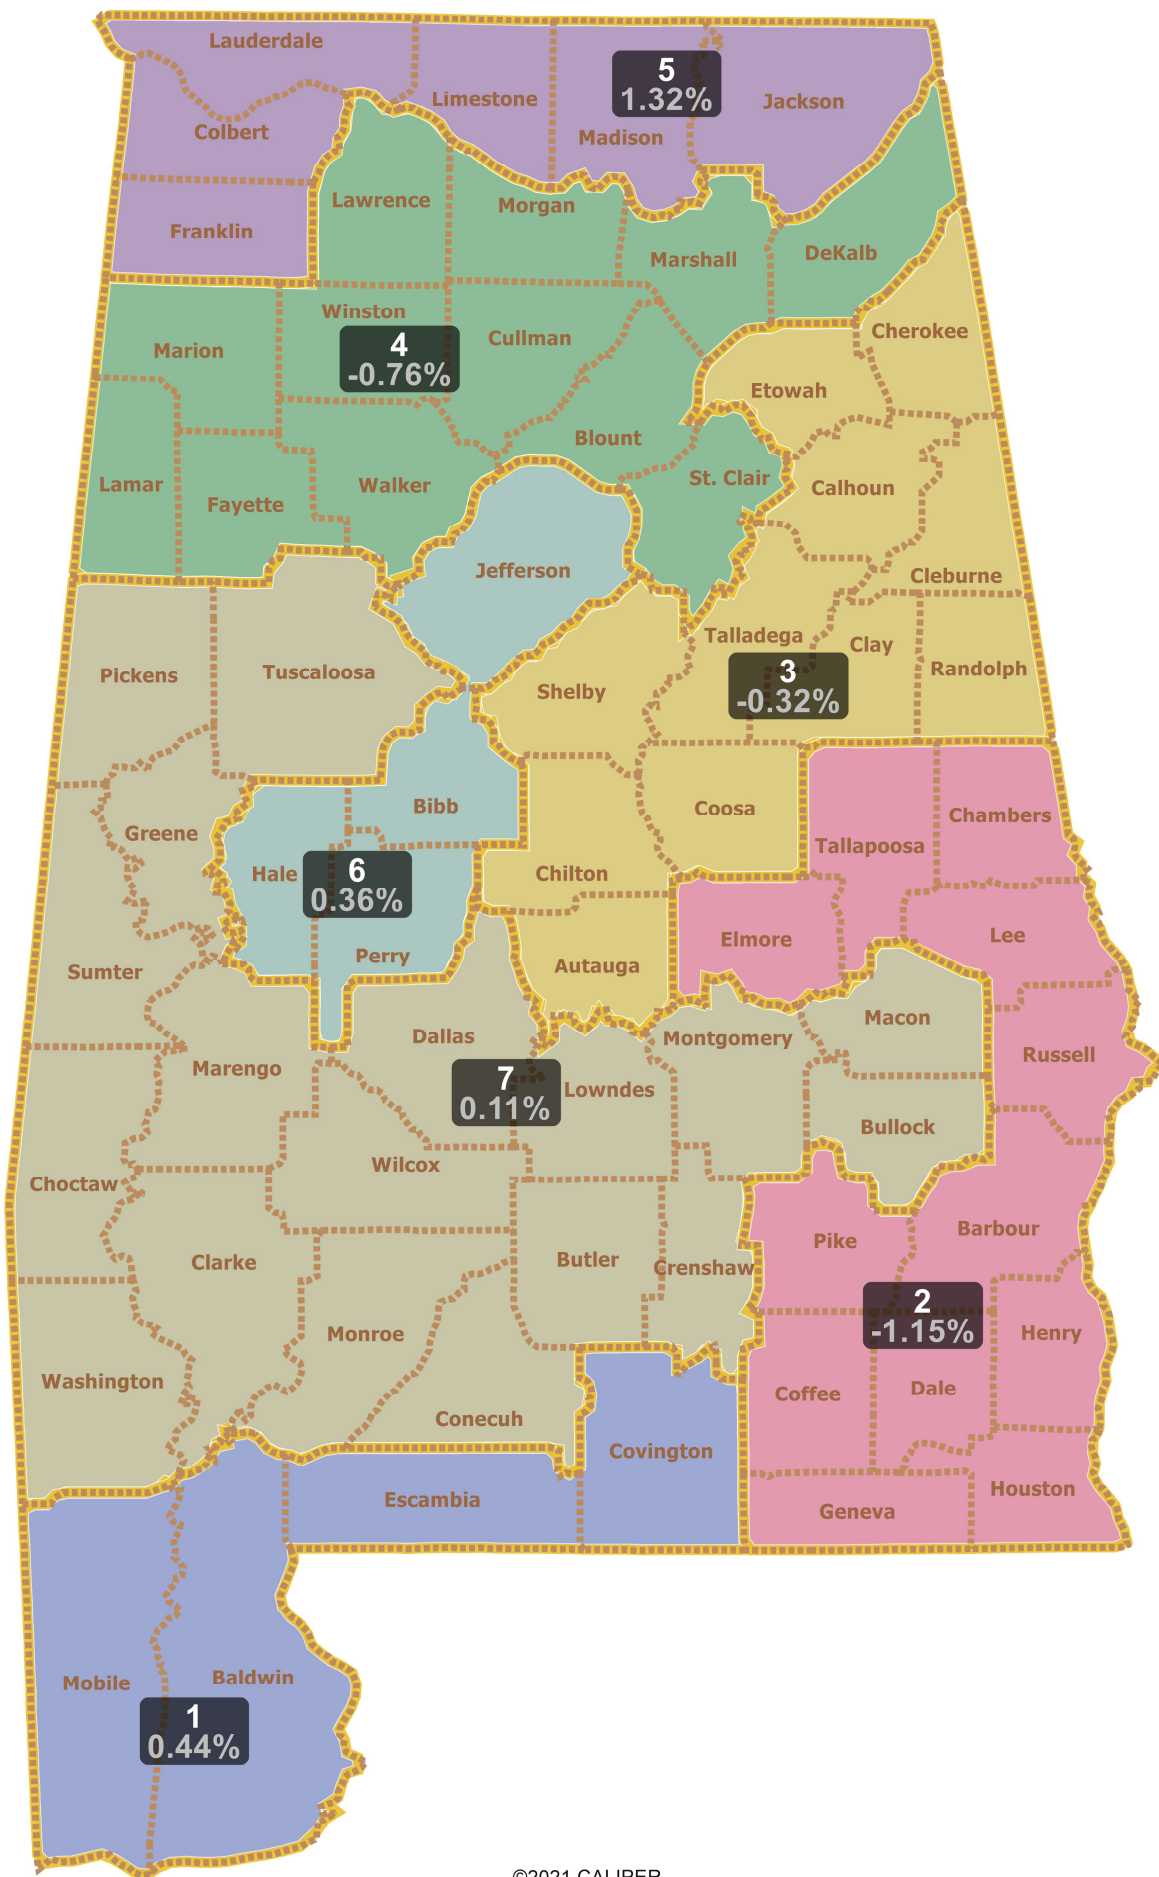 Lauderdale
Limestone
5
1.32%
Jackson
Colbert
Madison
Franklin
Lawrence
Morgan
Marshall
DeKalb
Winston
Cullman
Cherokee
Marion
4
-0.76%
Etowah
Blount
St. Clair
Calhoun
Lamar
Fayette
Walker
Jefferson
Cleburne
Talladega
Clay
Randolph
Pickens
Tuscaloosa
Shelby
3
-0.32%
Bibb
Coosa
Chambers
Greene
Tallapoosa
Hale
6
0.36%
Chilton
Elmore
Lee
Perry
Autauga
Sumter
Macon
Dallas
Montgomery
Russell
Marengo
7
0.11%
Lowndes
Bullock
Choctaw
Wilcox
Pike
Barbour
Clarke
Butler
Crenshaw
2
-1.15%
Monroe
Henry
Washington
Coffee
Dale
Conecuh
Covington
Escambia
Geneva
Houston
Mobile
Baldwin
1
0.44%
©2021 CALIPER